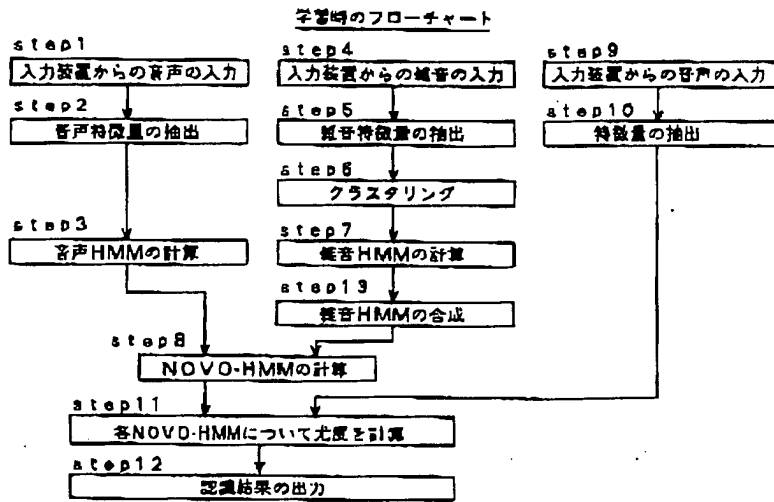 学習時のフローチャート
step1
入力装置からの音声の入力
step2
音声特徴量の抽出
step3
音声HMMの計算
step4
入力装置からの雑音の入力
step5
雑音特徴量の抽出
step6
クラスタリング
step7
雑音HMMの計算
step13
雑音HMMの合成
step9
入力装置からの音声の入力
step10
特徴量の抽出
step8
NOVO-HMMの計算
step11
各NOVO-HMMについて尤度を計算
step12
認識結果の出力